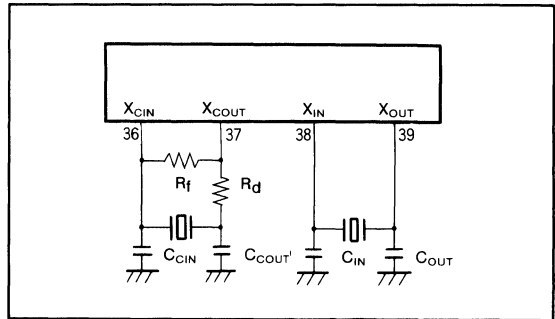 XCIN XCOUT XIN XOUT
36 37 38 39
Rf Rd
CCIN CCOUT' CIN COUT